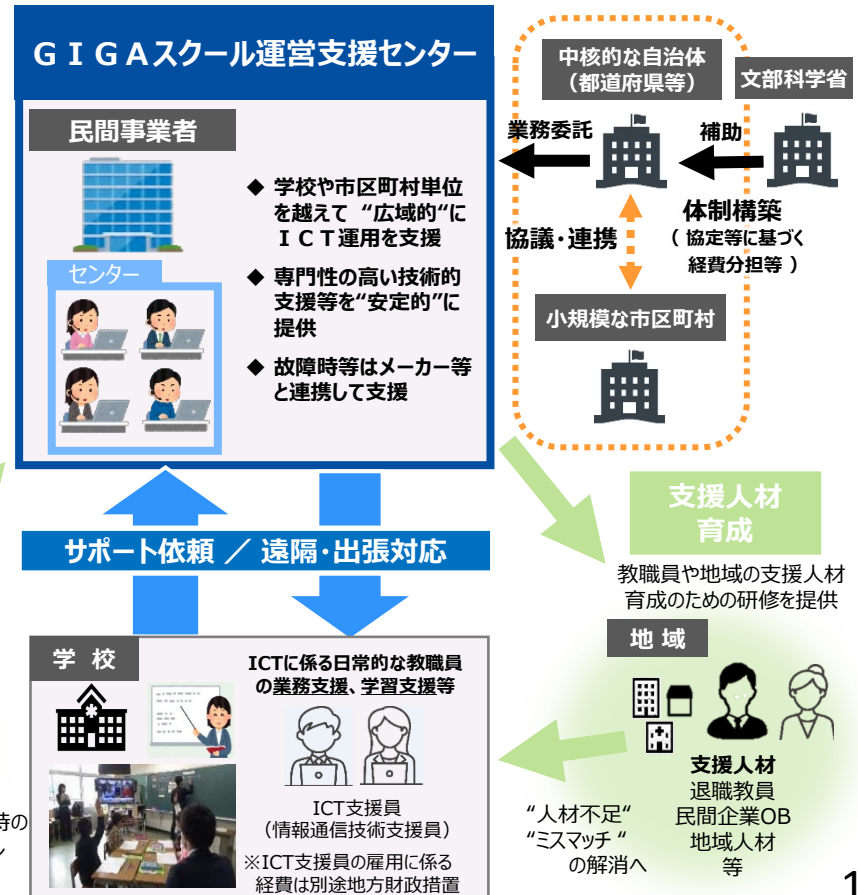 ＧＩＧＡスクール運営支援センター
民間事業者
センター
◆ 学校や市区町村単位
を越えて “広域的“に
ＩＣＴ運用を支援
◆ 専門性の高い技術的
支援等を“安定的”に
提供
◆ 故障時等はメーカー等
と連携して支援
中核的な自治体
（都道府県等）
文部科学省
業務委託
補助
体制構築
（ 協定等に基づく
経費分担等 ）
協議・連携
小規模な市区町村
サポート依頼 ／ 遠隔・出張対応
支援人材
育成
教職員や地域の支援人材
育成のための研修を提供
学 校
ICTに係る日常的な教職員
の業務支援、学習支援等
ICT支援員
（情報通信技術支援員）
※ICT支援員の雇用に係る
経費は別途地方財政措置
地 域
支援人材
退職教員
民間企業OB
地域人材
等
“人材不足“
“ミスマッチ “
の解消へ
時の
1